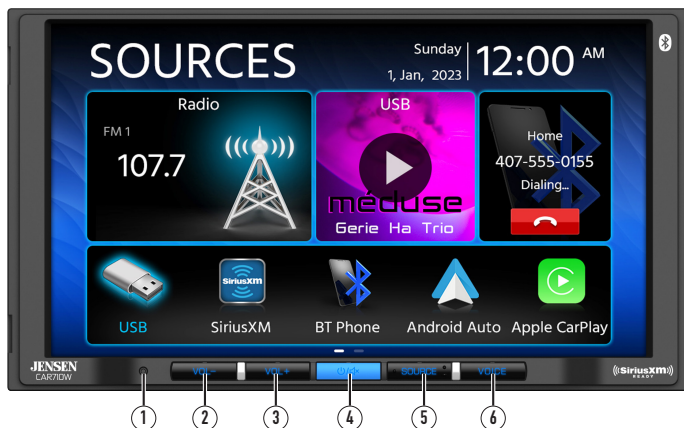 SOURCES
Sunday
1, Jan, 2023
12:00 AM
Radio
FM 1
107.7
USB
méduse
Gerie Ha Trio
Home
407-555-0155
Dialing...
SiriusXM
USB
SiriusXM
BT Phone
Android Auto
Apple CarPlay
JENSEN
CAR710W
VOL-
VOL+
SOURCE
VOICE
((SiriusXM))
READY
1
2
3
4
5
6